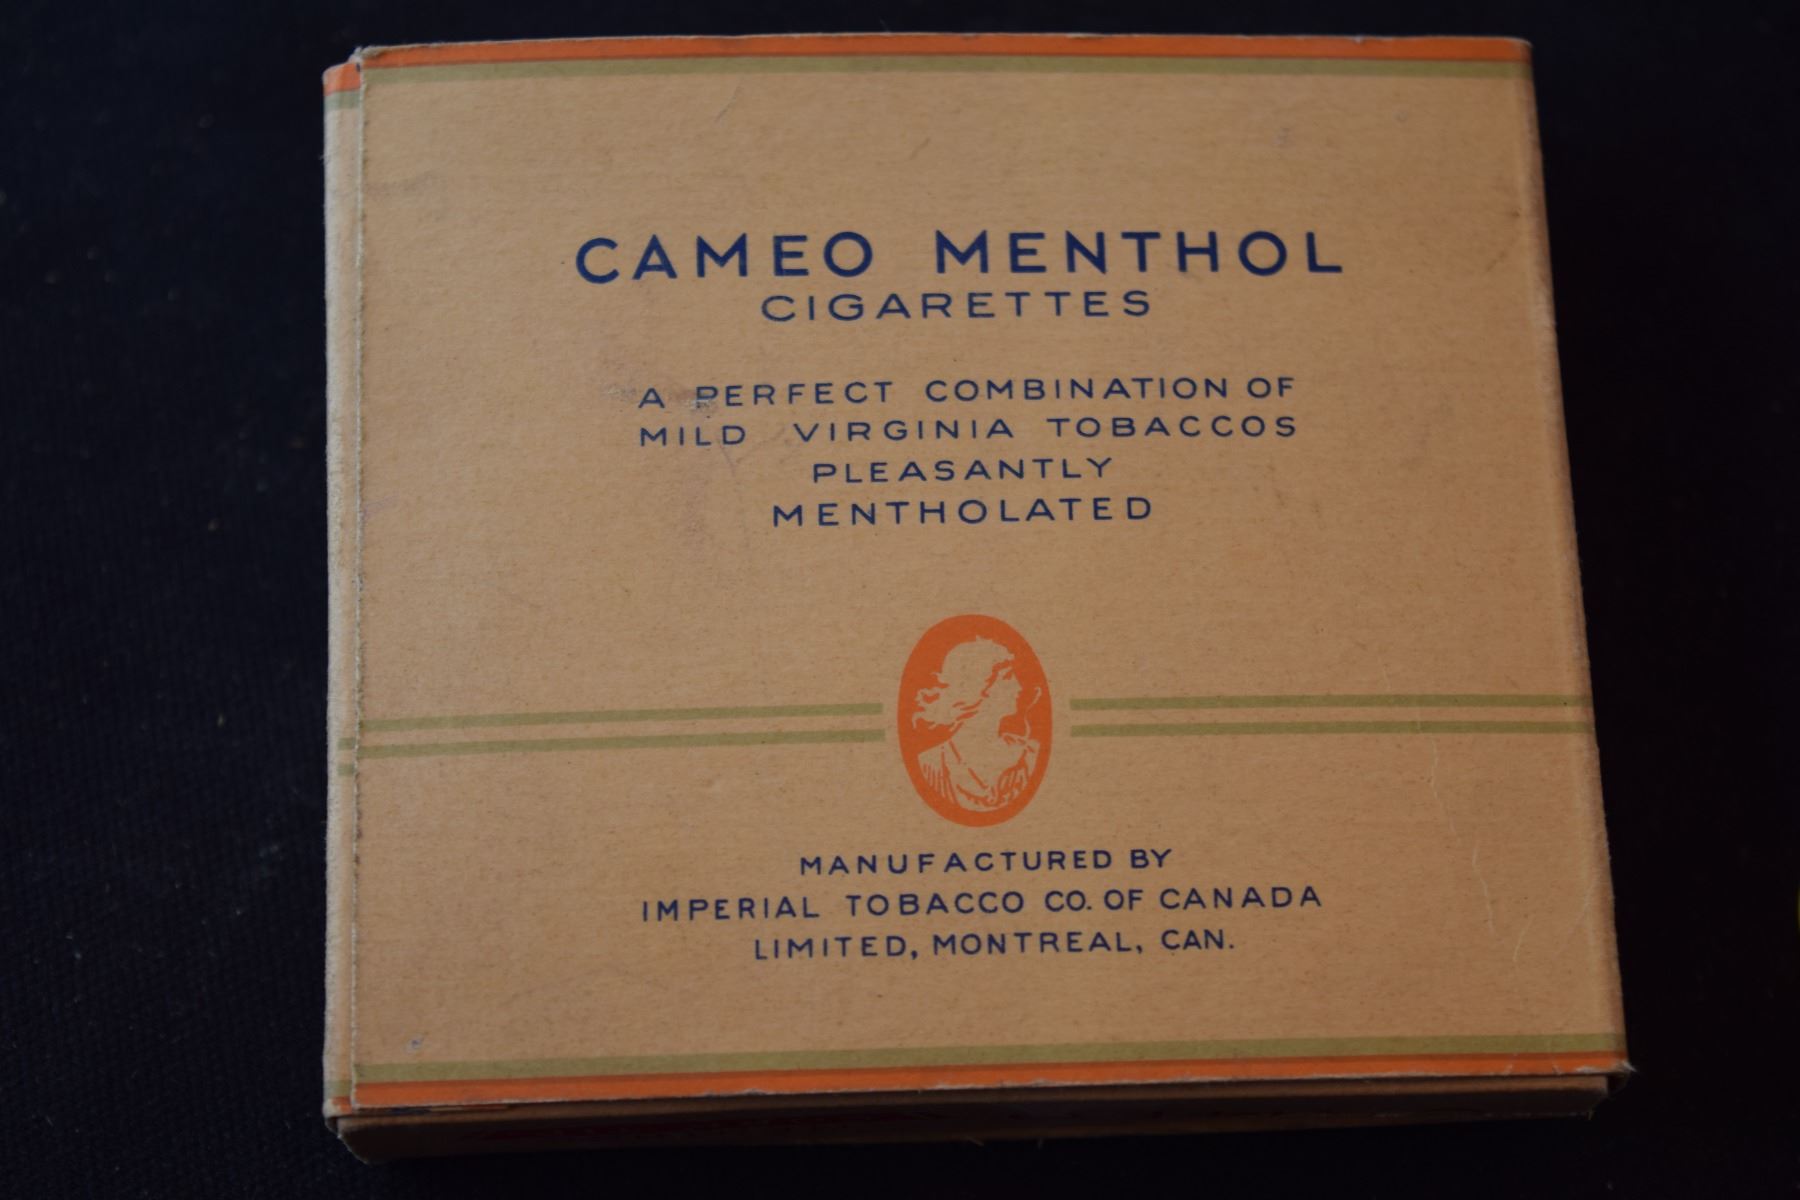 CAMEO MENTHOL
CIGARETTES
A PERFECT COMBINATION OF
MILD VIRGINIA TOBACCOS
PLEASANTLY
MENTHOLATED
MANUFACTURED BY
IMPERIAL TOBACCO CO. OF CANADA
LIMITED, MONTREAL, CAN.